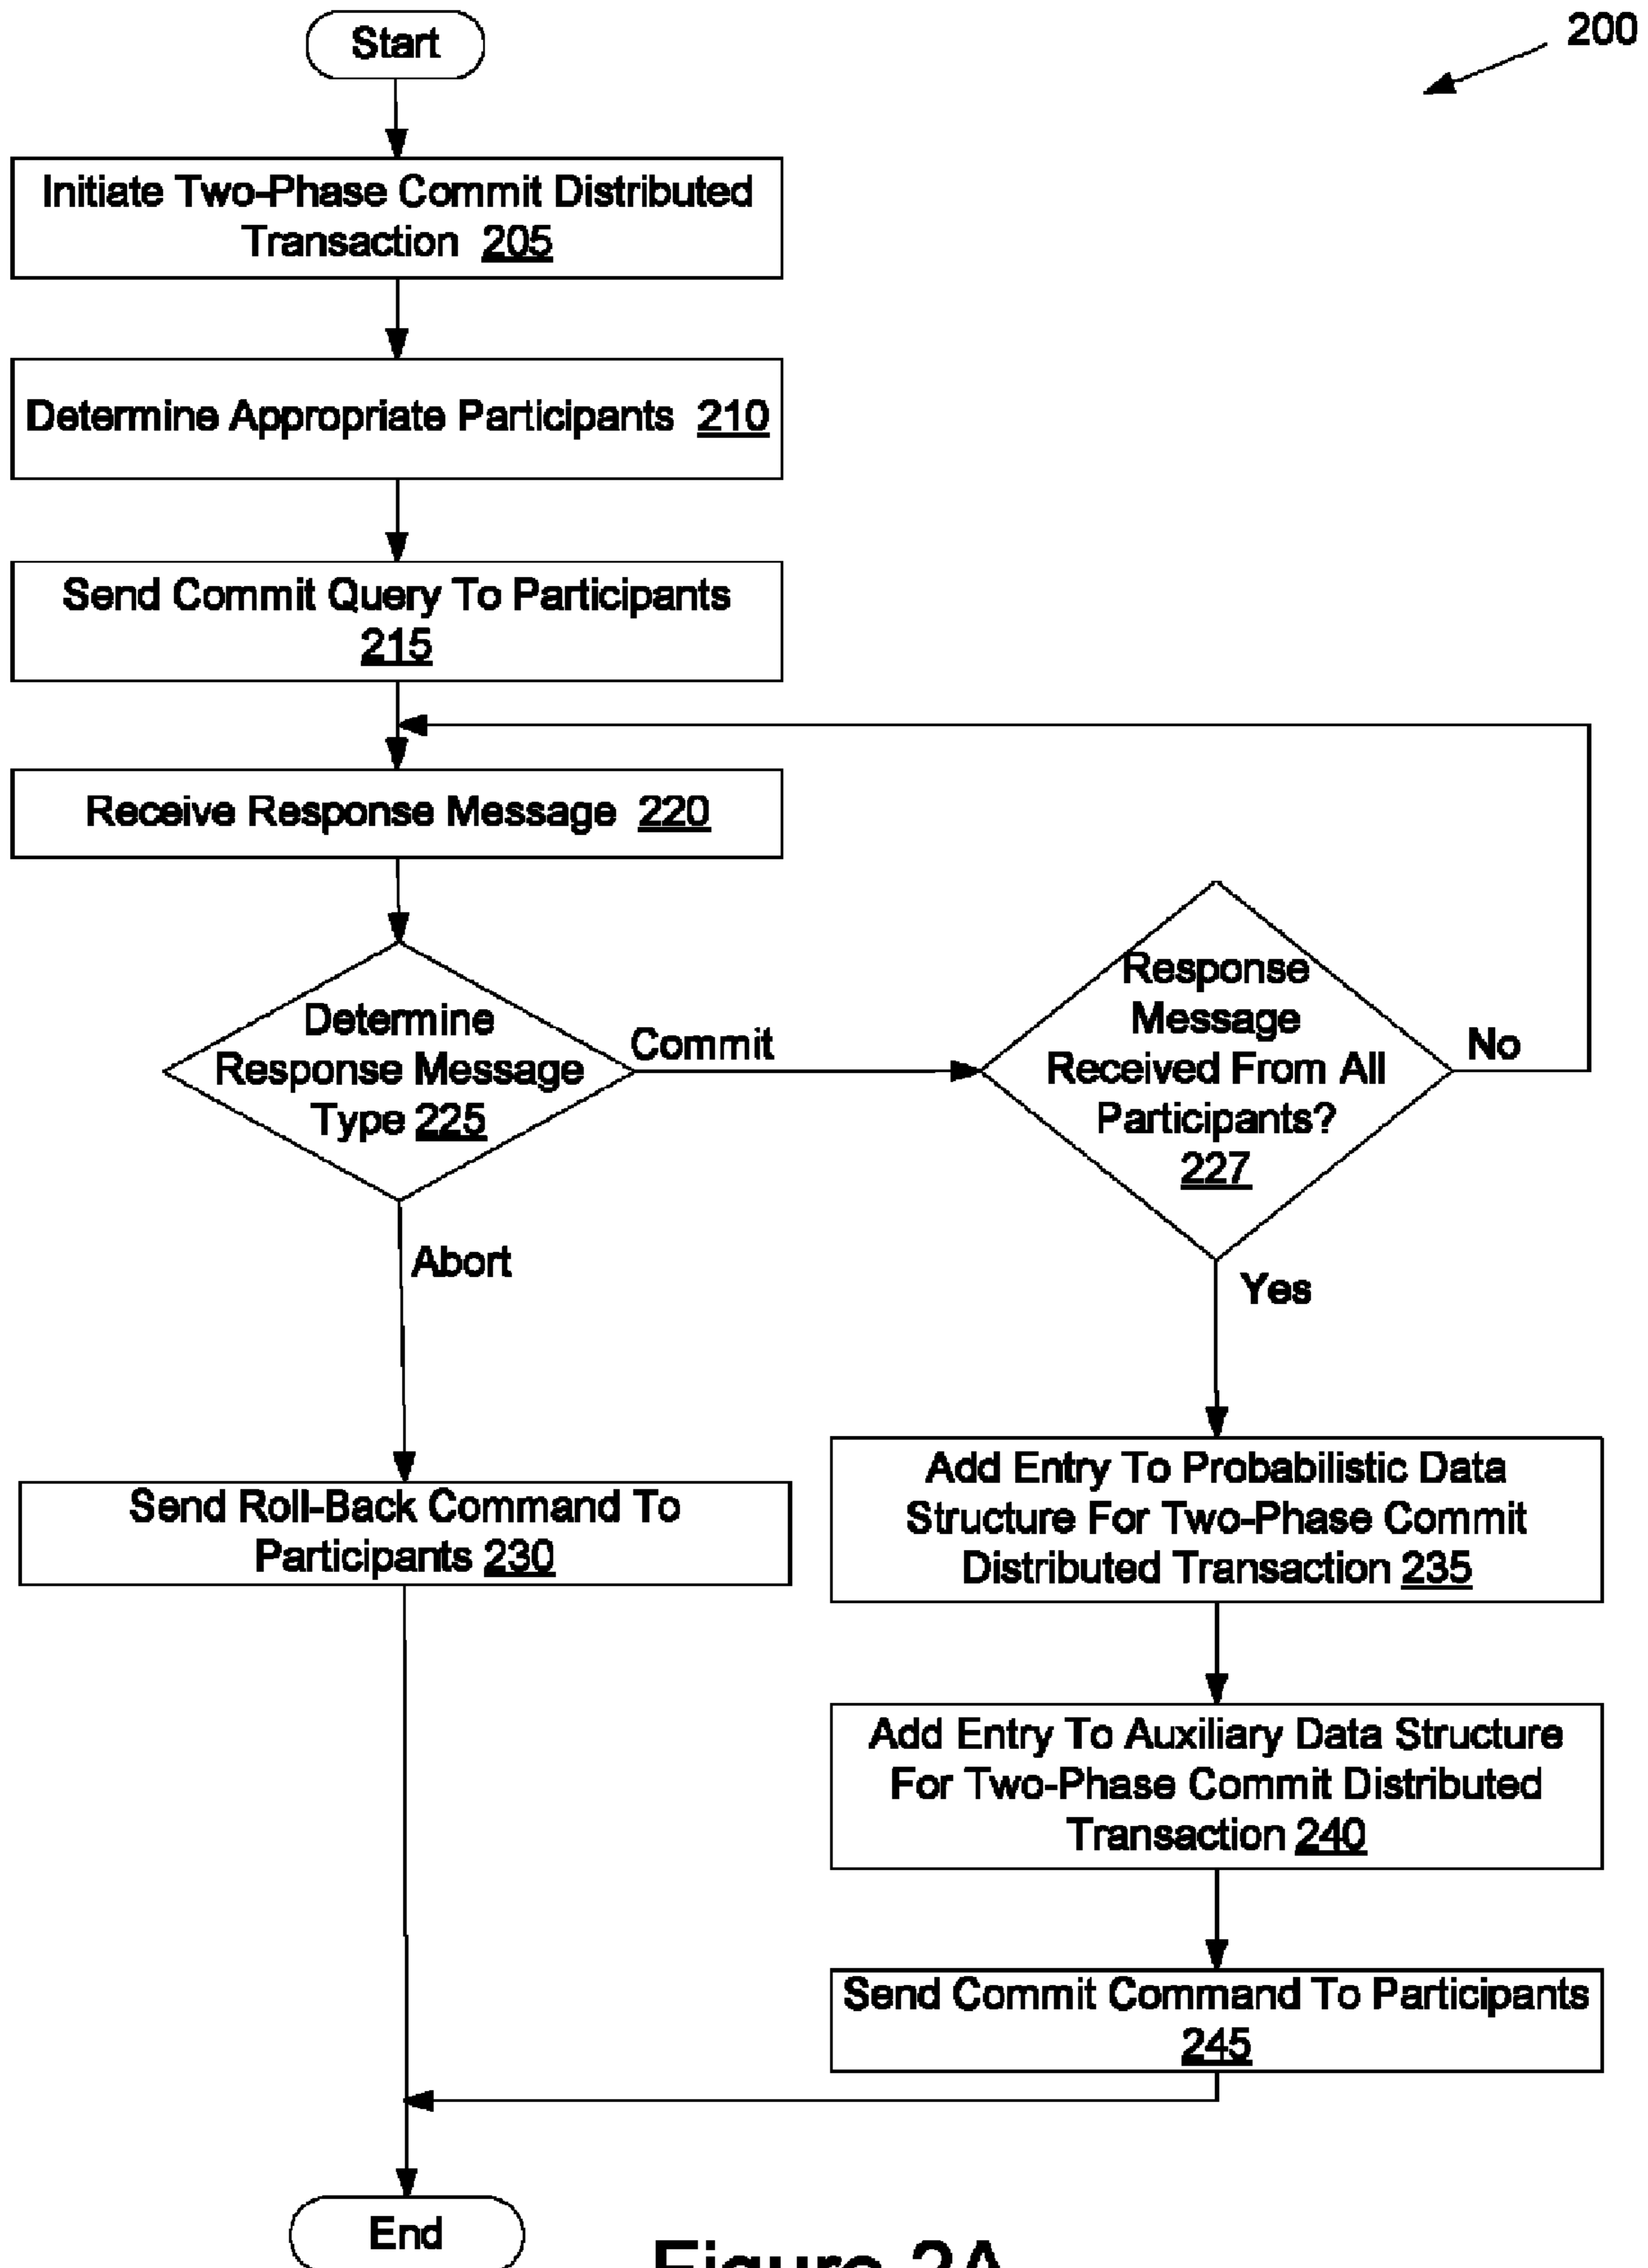 200
Start
Initiate Two-Phase Commit Distributed
Transaction 205
Determine Appropriate Participants 210
Send Commit Query To Participants
215
Receive Response Message 220
Determine
Response Message
Type 225
Commit
Response
Message
Received From All
Participants?
227
No
Abort
Yes
Send Roll-Back Command To
Participants 230
Add Entry To Probabilistic Data
Structure For Two-Phase Commit
Distributed Transaction 235
Add Entry To Auxiliary Data Structure
For Two-Phase Commit Distributed
Transaction 240
Send Commit Command To Participants
245
End
Figure 2A